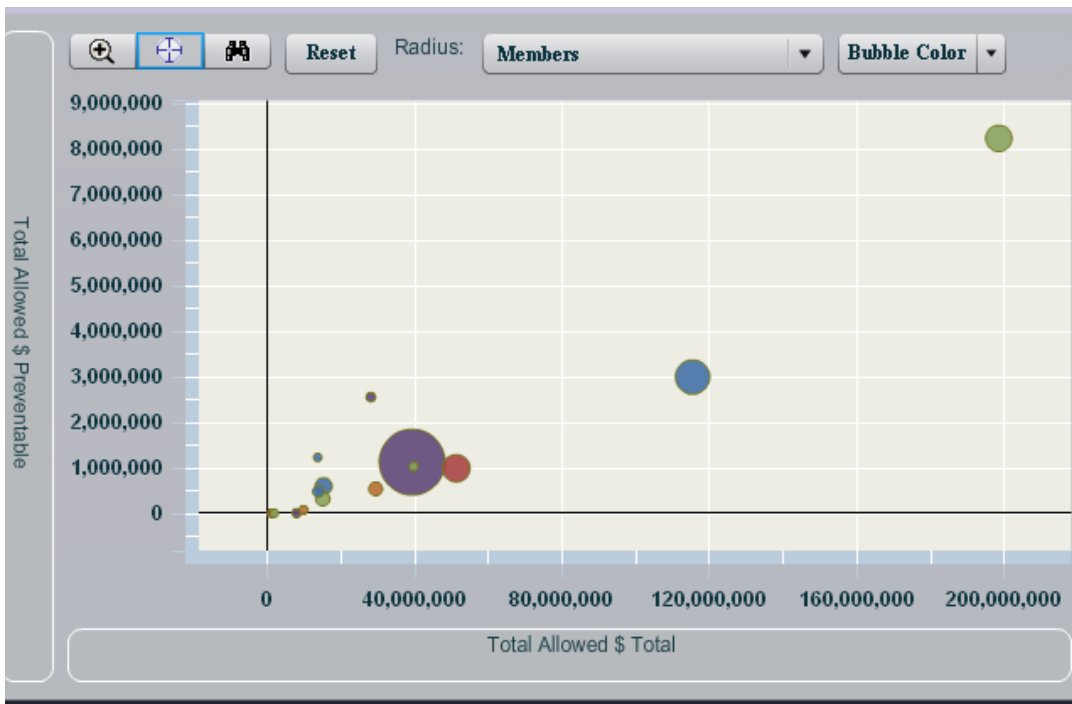 Reset
Radius:
Members
Bubble Color
9,000,000
8,000,000
7,000,000
6,000,000
5,000,000
4,000,000
3,000,000
2,000,000
1,000,000
0
Total Allowed $ Preventable
0 40,000,000 80,000,000 120,000,000 160,000,000 200,000,000
Total Allowed $ Total